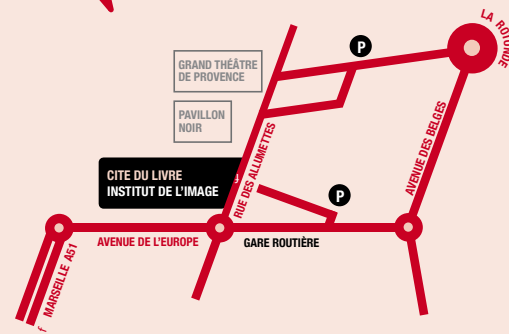 LA ROTONDE
P
GRAND THÉÂTRE
DE PROVENCE
PAVILLON
NOIR
RUE DES ALLUMETTES
AVENUE DES BELGES
CITE DU LIVRE
INSTITUT DE L'IMAGE
P
AVENUE DE L'EUROPE
GARE ROUTIÈRE
MARSEILLE A51